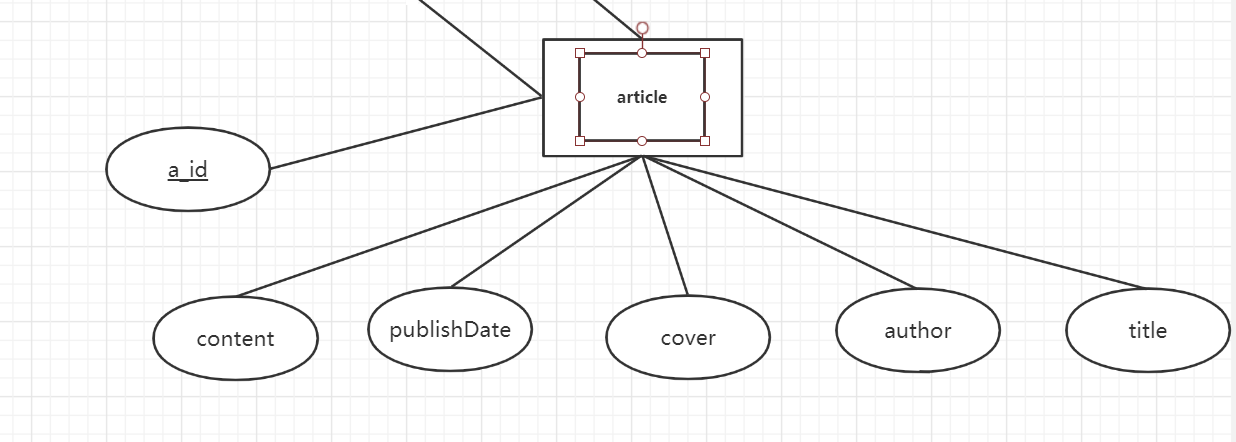 article
a_id
content
publishDate
cover
author
title